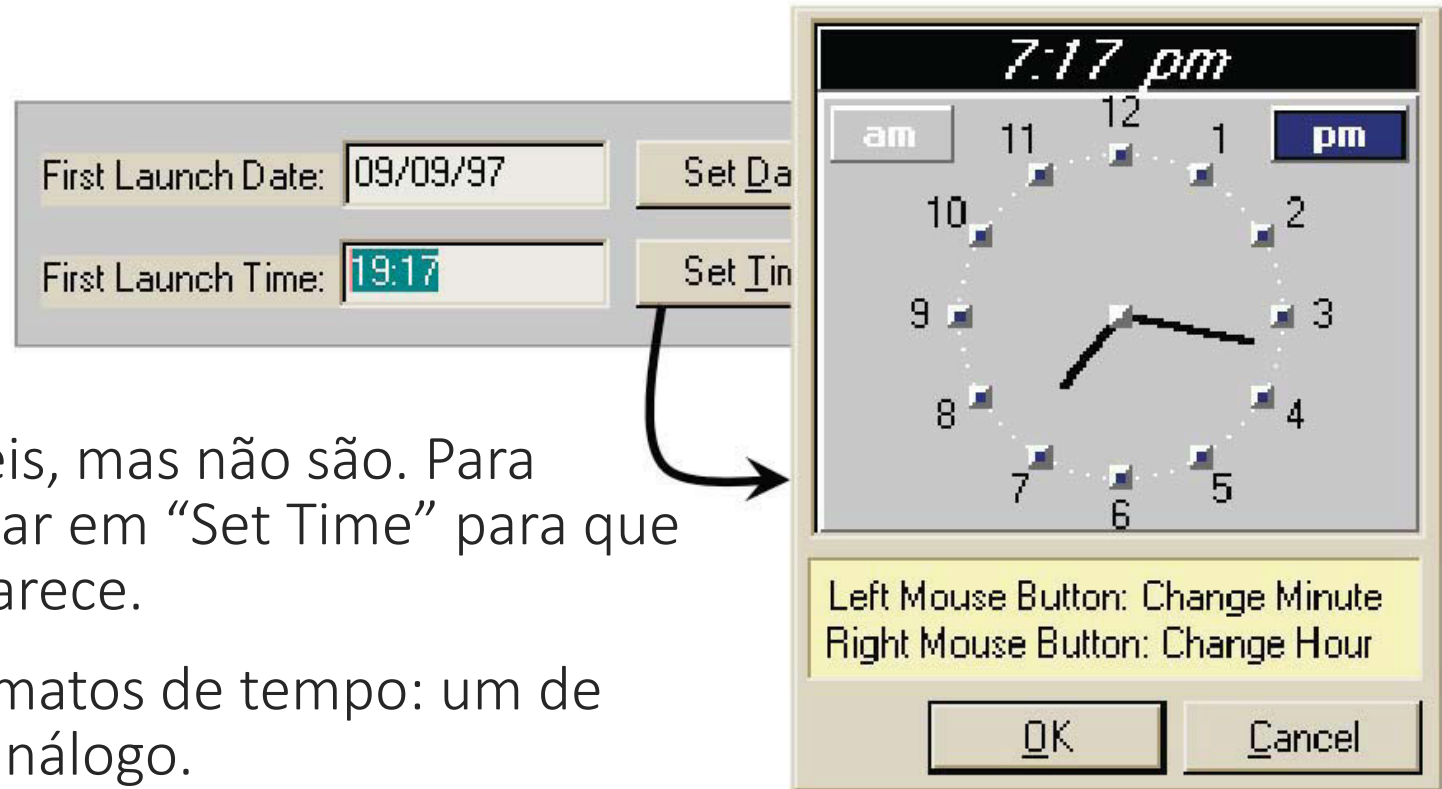 First Launch Date: 09/09/97 Set Da
First Launch Time: 19:17 Set Tin
7:17 pm
am
pm
12
1
2
3
4
5
6
7
8
9
10
11
Left Mouse Button: Change Minute
Right Mouse Button: Change Hour
OK Cancel
eis, mas não são. Para
ar em “Set Time” para que
arece.
matos de tempo: um de
nálogo.